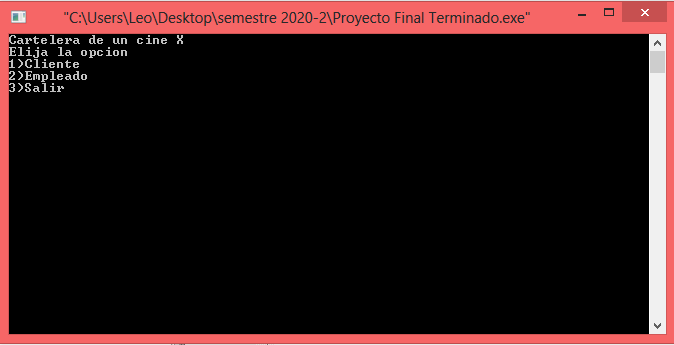 "C:\Users\Leo\Desktop\semestre 2020-2\Proyecto Final Terminado.exe"
Cartelera de un cine X
Elija la opcion
1)Cliente
2)Empleado
3)Salir